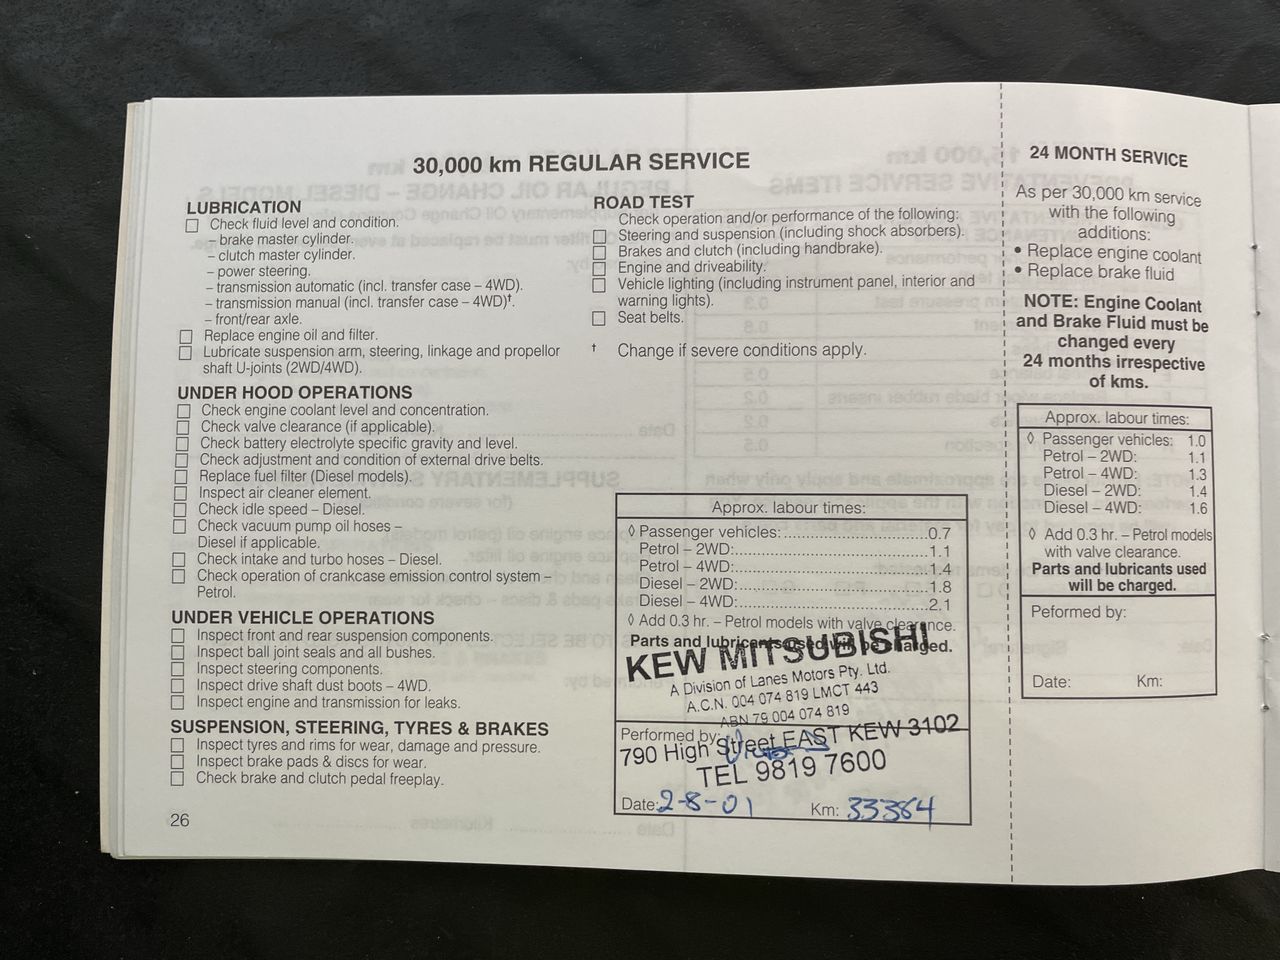 30,000 km REGULAR SERVICE
LUBRICATION
Check fluid level and condition.
– brake master cylinder.
– clutch master cylinder.
– power steering.
– transmission automatic (incl. transfer case – 4WD).
– transmission manual (incl. transfer case – 4WD)†.
– front/rear axle.
Replace engine oil and filter.
Lubricate suspension arm, steering, linkage and propellor
shaft U-joints (2WD/4WD).
UNDER HOOD OPERATIONS
Check engine coolant level and concentration.
Check valve clearance (if applicable).
Check battery electrolyte specific gravity and level.
Check adjustment and condition of external drive belts.
Replace fuel filter (Diesel models).
Inspect air cleaner element.
Check idle speed – Diesel.
Check vacuum pump oil hoses –
Diesel if applicable.
Check intake and turbo hoses – Diesel.
Check operation of crankcase emission control system –
Petrol.
UNDER VEHICLE OPERATIONS
Inspect front and rear suspension components.
Inspect ball joint seals and all bushes.
Inspect steering components.
Inspect drive shaft dust boots – 4WD.
Inspect engine and transmission for leaks.
SUSPENSION, STEERING, TYRES & BRAKES
Inspect tyres and rims for wear, damage and pressure.
Inspect brake pads & discs for wear.
Check brake and clutch pedal freeplay.
26
ROAD TEST
Check operation and/or performance of the following:
Steering and suspension (including shock absorbers).
Brakes and clutch (including handbrake).
Engine and driveability.
Vehicle lighting (including instrument panel, interior and
warning lights).
Seat belts.
† Change if severe conditions apply.
Approx. labour times:
◊ Passenger vehicles:..........0.7
Petrol – 2WD:..........1.1
Petrol – 4WD:..........1.4
Diesel – 2WD:..........1.8
Diesel – 4WD:..........2.1
◊ Add 0.3 hr. – Petrol models with valve clearance.
Parts and lubricants used will be charged.
KEW MITSUBISHI
A Division of Lanes Motors Pty. Ltd.
A.C.N. 004 074 819 LMCT 443
ABN 79 004 074 819
Performed by:
790 High Street EAST KEW 3102
TEL 9819 7600
Date: 2-8-01 Km: 33384
24 MONTH SERVICE
As per 30,000 km service
with the following
additions:
• Replace engine coolant
• Replace brake fluid
NOTE: Engine Coolant
and Brake Fluid must be
changed every
24 months irrespective
of kms.
Approx. labour times:
◊ Passenger vehicles: 1.0
Petrol – 2WD: 1.1
Petrol – 4WD: 1.3
Diesel – 2WD: 1.4
Diesel – 4WD: 1.6
◊ Add 0.3 hr. – Petrol models
with valve clearance.
Parts and lubricants used
will be charged.
Peformed by:
Date: Km: